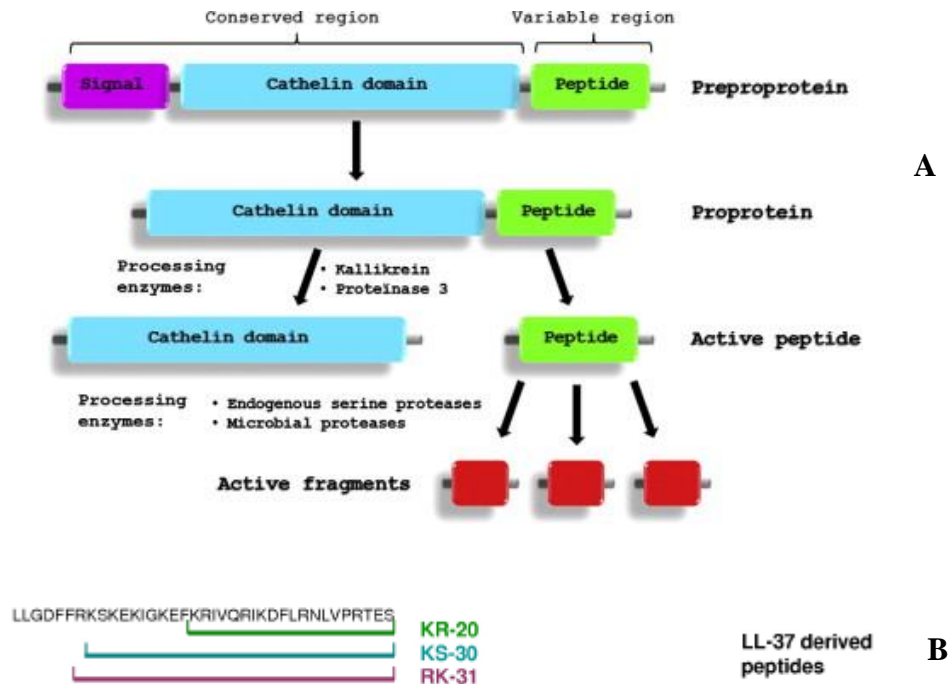 Conserved region Variable region
Signal Cathelin domain Peptide Preproprotein
A
Cathelin domain Peptide Proprotein
Processing enzymes:
• Kallikrein
• Proteinase 3
Cathelin domain Peptide Active peptide
Processing enzymes:
• Endogenous serine proteases
• Microbial proteases
Active fragments
LLGDFFRKSKEKIGKEFKRIVQRIKDFLRNLVPRTES
KR-20
KS-30
RK-31
LL-37 derived
peptides
B